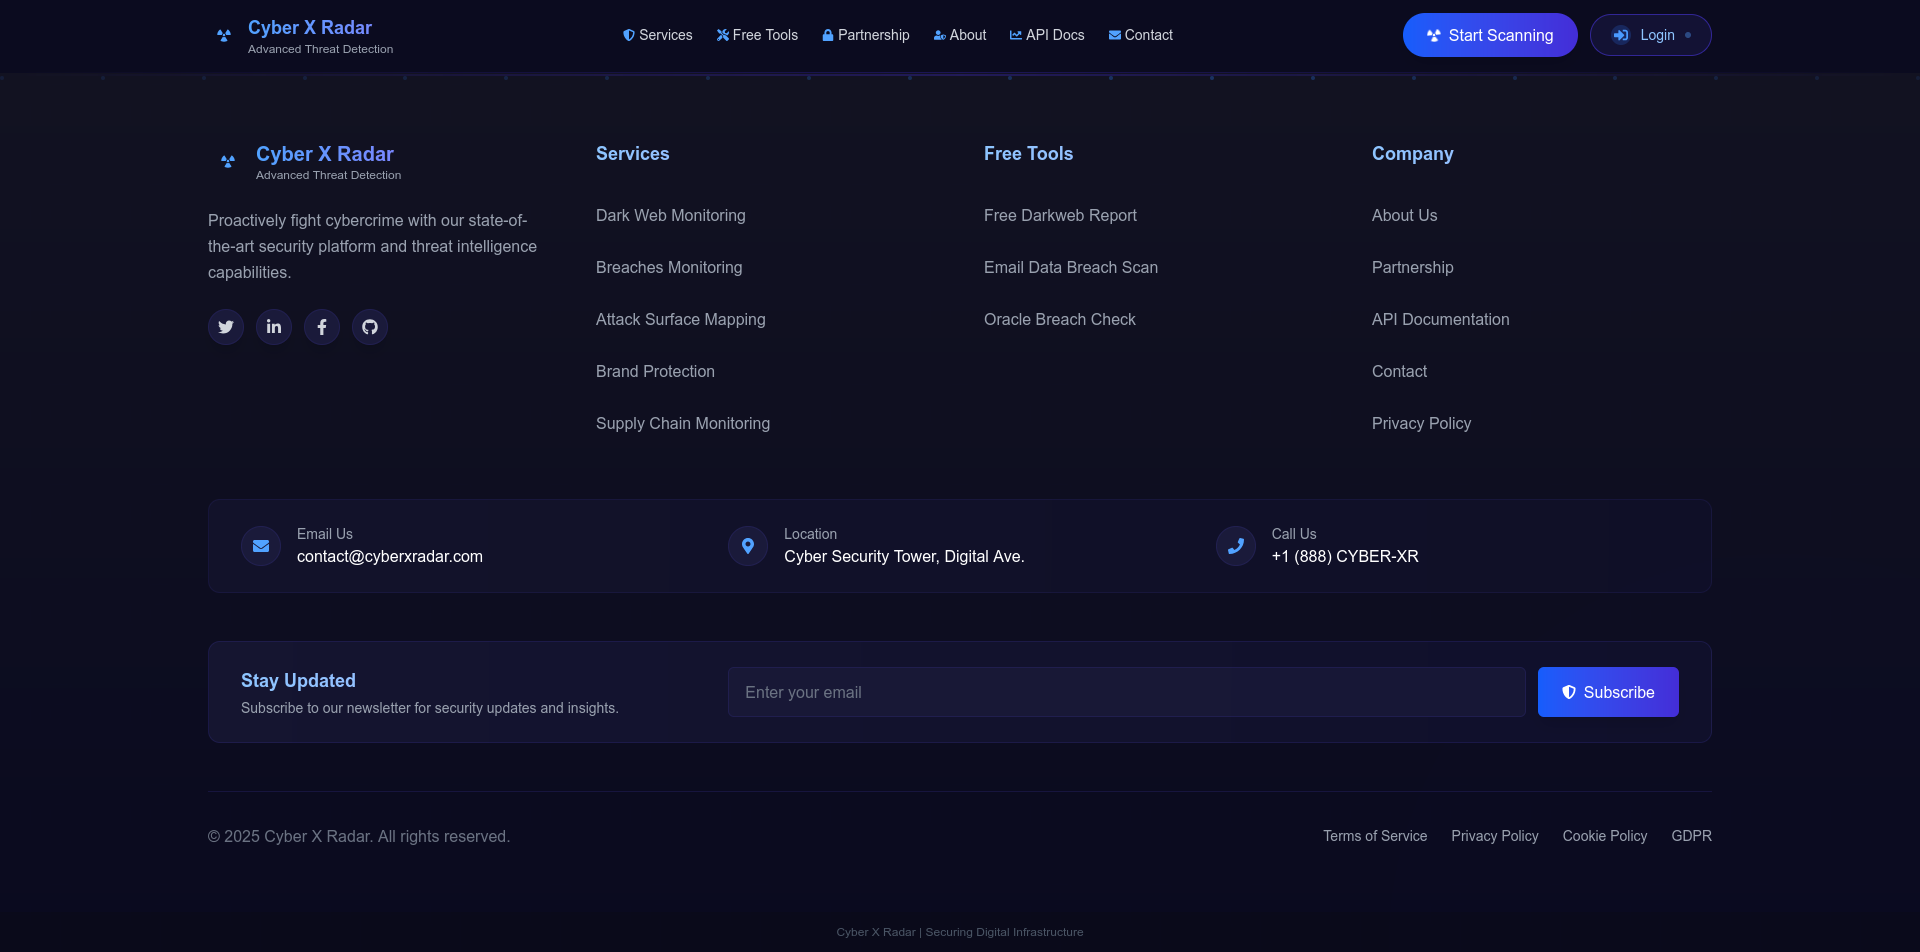 Cyber X Radar
Advanced Threat Detection
Services
Free Tools
Partnership
About
API Docs
Contact
Start Scanning
Login
Cyber X Radar
Advanced Threat Detection
Proactively fight cybercrime with our state-of-
the-art security platform and threat intelligence
capabilities.
Services
Dark Web Monitoring
Breaches Monitoring
Attack Surface Mapping
Brand Protection
Supply Chain Monitoring
Free Tools
Free Darkweb Report
Email Data Breach Scan
Oracle Breach Check
Company
About Us
Partnership
API Documentation
Contact
Privacy Policy
Email Us
contact@cyberxradar.com
Location
Cyber Security Tower, Digital Ave.
Call Us
+1 (888) CYBER-XR
Stay Updated
Subscribe to our newsletter for security updates and insights.
Enter your email
Subscribe
© 2025 Cyber X Radar. All rights reserved.
Terms of Service
Privacy Policy
Cookie Policy
GDPR
Cyber X Radar | Securing Digital Infrastructure